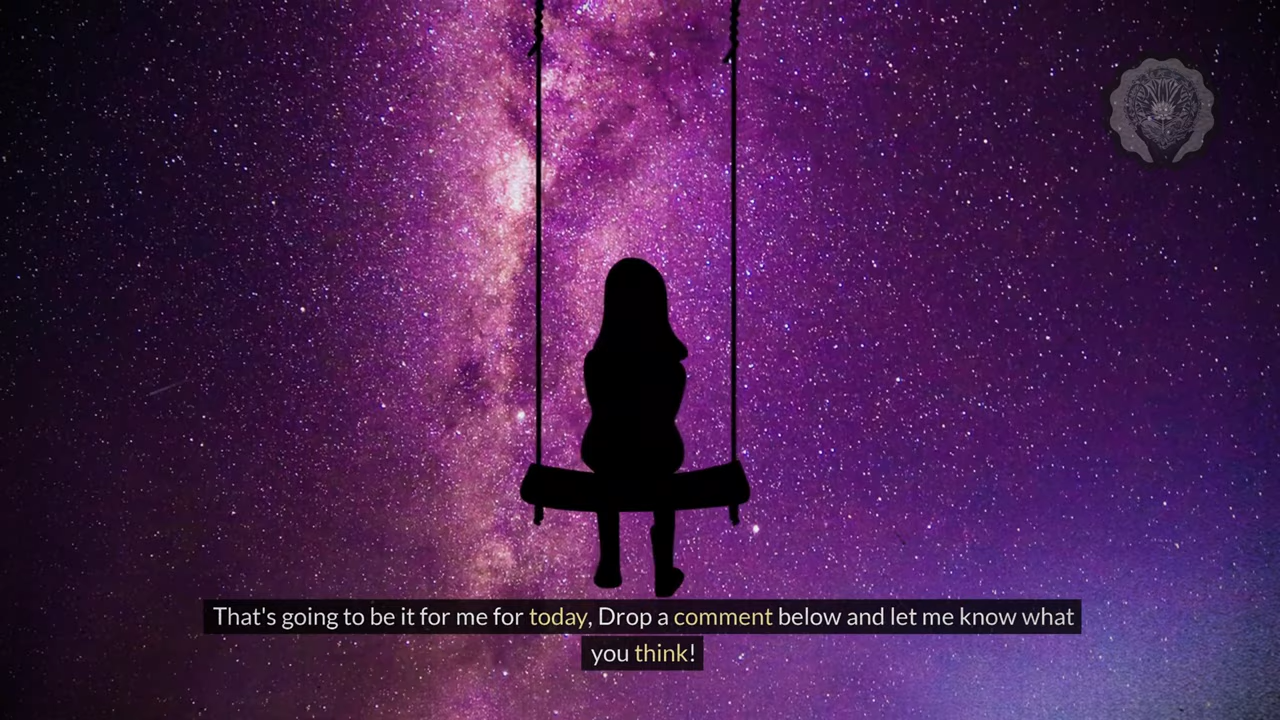 That's going to be it for me for today, Drop a comment below and let me know what
you think!